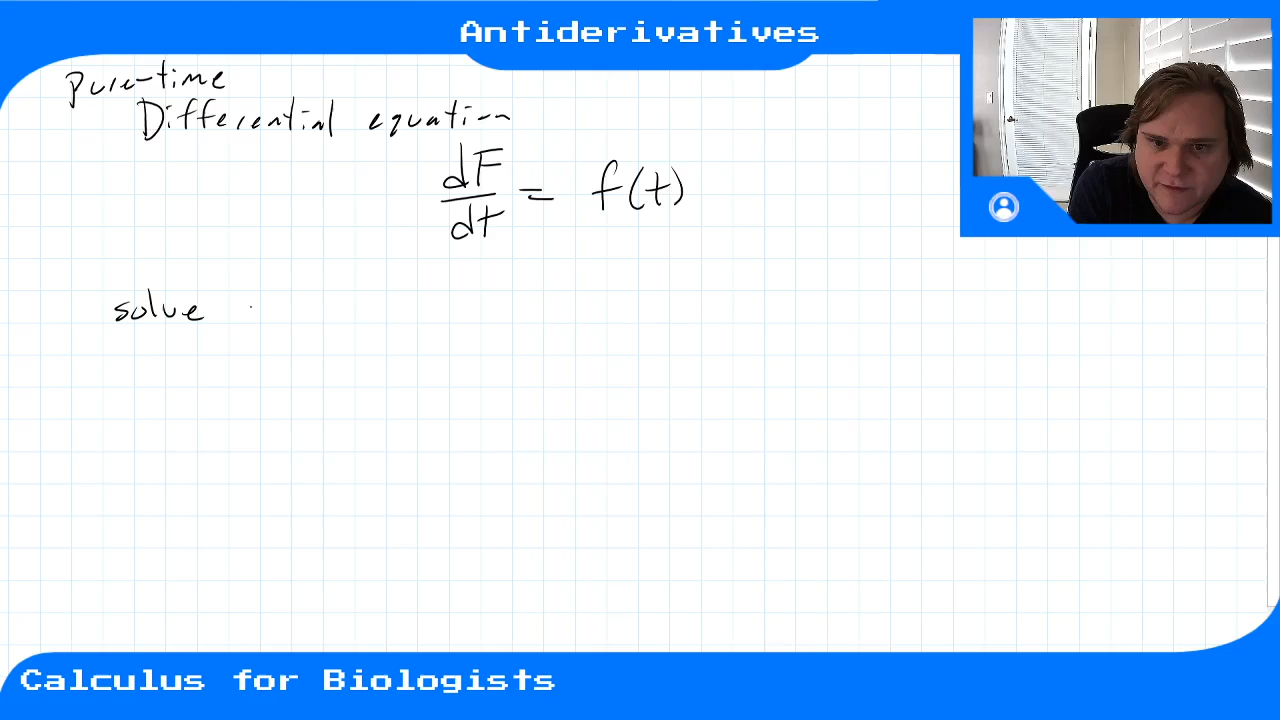 Antiderivatives
pure-time
Differential equation
dF/dt = f(t)
solve
Calculus for Biologists